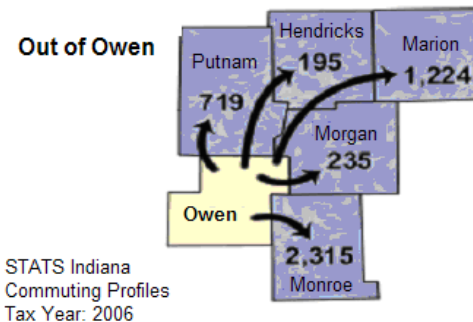 Out of Owen
Hendricks
195
Marion
1,224
Putnam
719
Morgan
235
Owen
2,315
Monroe
STATS Indiana
Commuting Profiles
Tax Year: 2006